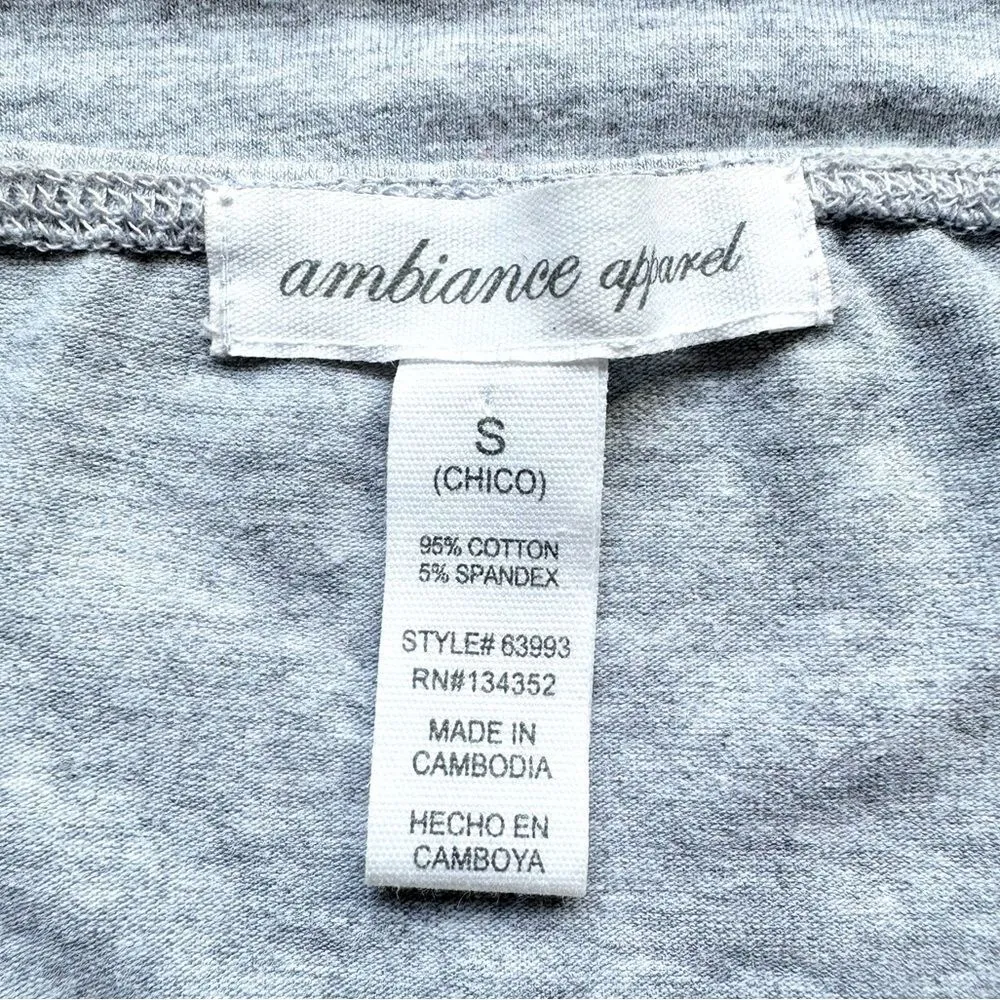 ambiance apparel
S
(CHICO)
95% COTTON
5% SPANDEX
STYLE# 63993
RN#134352
MADE IN
CAMBODIA
HECHO EN
CAMBOYA